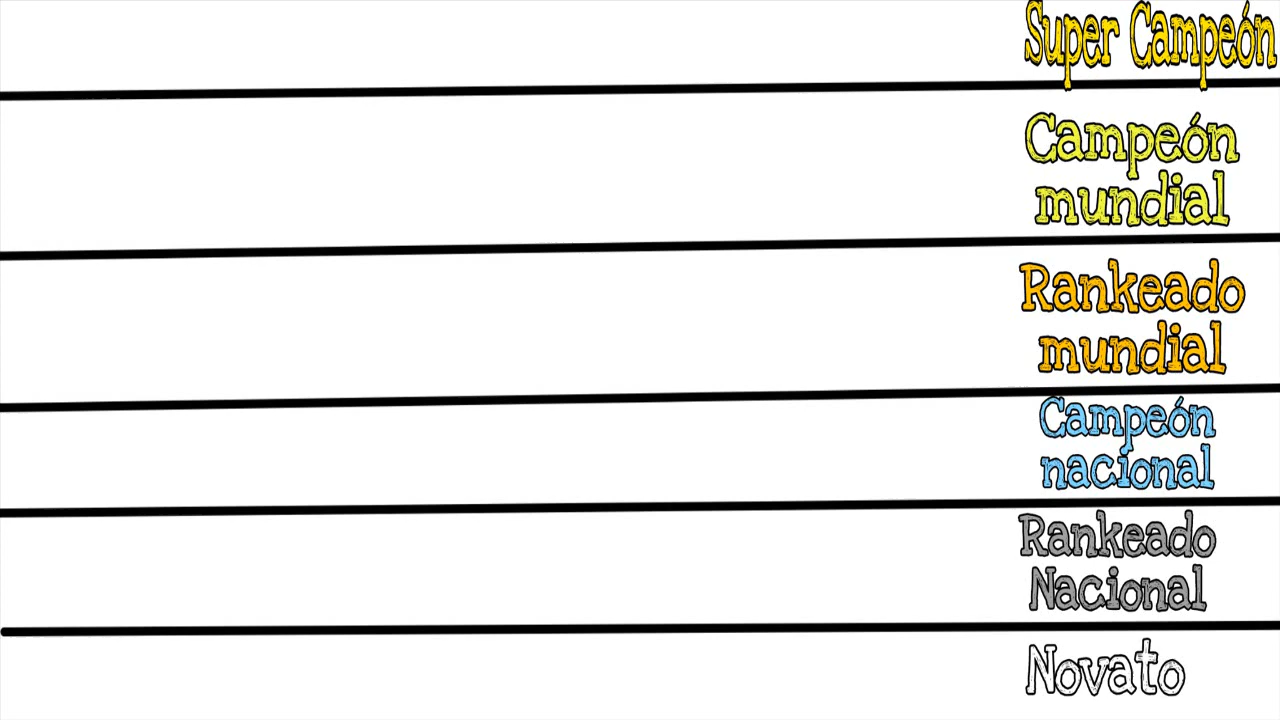 Super Campeón
Campeón
mundial
Rankeado
mundial
Campeón
nacional
Rankeado
Nacional
Novato